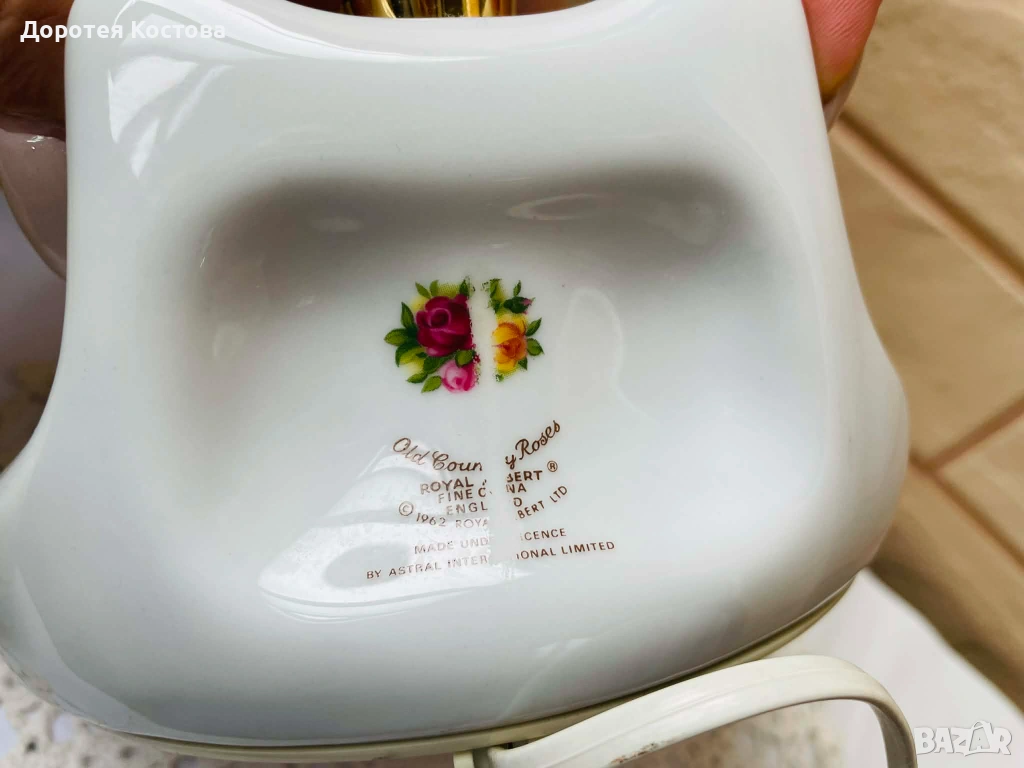 Доротея Костова
Old Coun y Roses
ROYAL BERT ®
FINE C NA
ENGL D
© 1962 ROYA BERT LTD
MADE UND ICENCE
BY ASTRAL INTER IONAL LIMITED
BAZAR